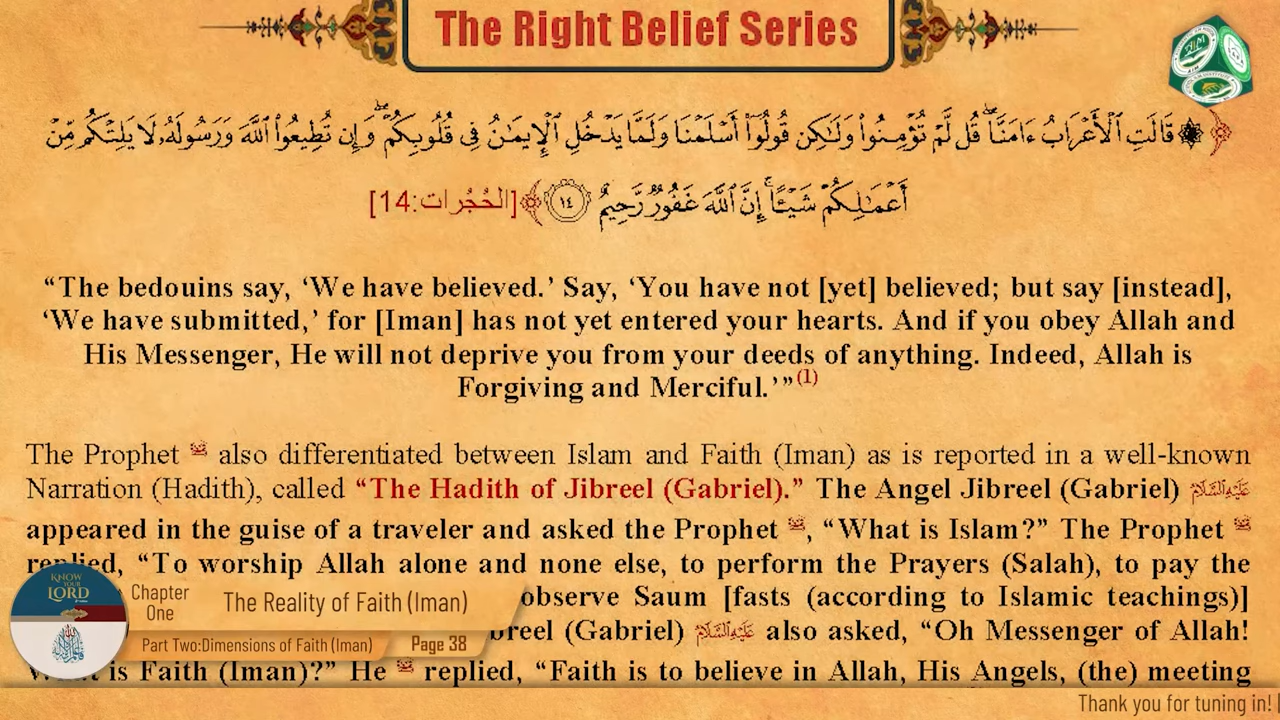 The Right Belief Series
﴿ ۞ قَالَتِ ٱلۡأَعۡرَابُ ءَامَنَّاۖ قُل لَّمۡ تُؤۡمِنُواْ وَلَٰكِن قُولُوٓاْ أَسۡلَمۡنَا وَلَمَّا يَدۡخُلِ ٱلۡإِيمَٰنُ فِي قُلُوبِكُمۡۖ وَإِن تُطِيعُواْ ٱللَّهَ وَرَسُولَهُۥ لَا يَلِتۡكُم مِّنۡ
أَعۡمَٰلِكُمۡ شَيۡـًٔاۚ إِنَّ ٱللَّهَ غَفُورٞ رَّحِيمٌ ١٤ ﴾ [الحُجُرات:14]
“The bedouins say, ‘We have believed.’ Say, ‘You have not [yet] believed; but say [instead],
‘We have submitted,’ for [Iman] has not yet entered your hearts. And if you obey Allah and
His Messenger, He will not deprive you from your deeds of anything. Indeed, Allah is
Forgiving and Merciful.’”(1)
The Prophet ﷺ also differentiated between Islam and Faith (Iman) as is reported in a well-known
Narration (Hadith), called “The Hadith of Jibreel (Gabriel).” The Angel Jibreel (Gabriel) عَلَيْهِ السَّلَامُ
appeared in the guise of a traveler and asked the Prophet ﷺ, “What is Islam?” The Prophet ﷺ
replied, “To worship Allah alone and none else, to perform the Prayers (Salah), to pay the
observe Saum [fasts (according to Islamic teachings)]
(Gabriel) عَلَيْهِ السَّلَامُ also asked, “Oh Messenger of Allah!
is Faith (Iman)?” He ﷺ replied, “Faith is to believe in Allah, His Angels, (the) meeting
KNOW
YOUR
LORD
Chapter
One
The Reality of Faith (Iman)
Part Two:Dimensions of Faith (Iman)
Page 38
Thank you for tuning in!